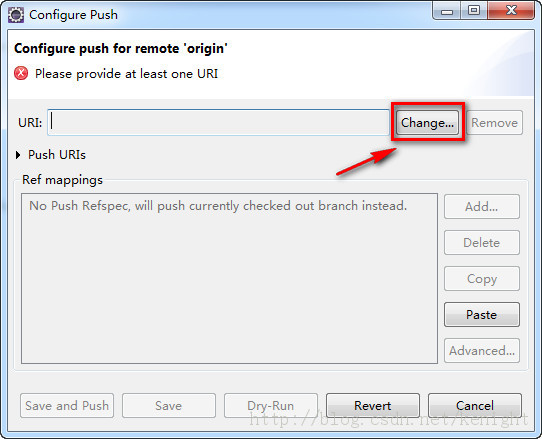 Configure Push
Configure push for remote 'origin'
Please provide at least one URI
URI: Change... Remove
Push URIs
Ref mappings
No Push Refspec, will push currently checked out branch instead.
Add...
Delete
Copy
Paste
Advanced...
Save and Push Save Dry-Run Revert Cancel
http://blog.csdn.net/kenight